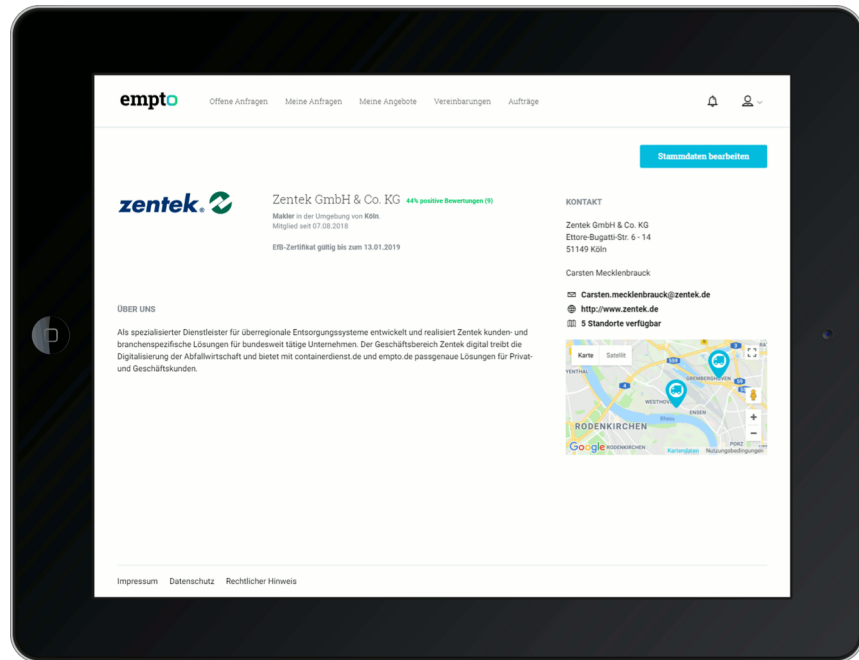 empto
Offene Anfragen Meine Anfragen Meine Angebote Vereinbarungen Aufträge
Stammdaten bearbeiten
zentek.
Zentek GmbH & Co. KG 44% positive Bewertungen (9)
Makler in der Umgebung von Köln.
Mitglied seit 07.08.2018
EfB-Zertifikat gültig bis zum 13.01.2019
KONTAKT
Zentek GmbH & Co. KG
Ettore-Bugatti-Str. 6 - 14
51149 Köln
Carsten Mecklenbrauck
Carsten.mecklenbrauck@zentek.de
http://www.zentek.de
5 Standorte verfügbar
ÜBER UNS
Als spezialisierter Dienstleister für überregionale Entsorgungssysteme entwickelt und realisiert Zentek kunden- und
branchenspezifische Lösungen für bundesweit tätige Unternehmen. Der Geschäftsbereich Zentek digital treibt die
Digitalisierung der Abfallwirtschaft und bietet mit containerdienst.de und empto.de passgenaue Lösungen für Privat-
und Geschäftskunden.
Karte Satellit
GREMBERGHOVEN
WESTHOVEN
ENSEN
Rhein
RODENKIRCHEN
PORZ
Google RODENKIRCHEN Kartendaten Nutzungsbedingungen
Impressum Datenschutz Rechtlicher Hinweis